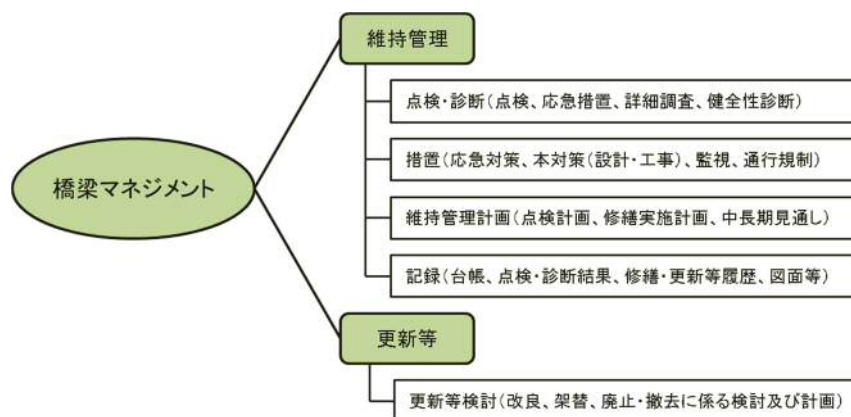 維持管理
点検・診断（点検、応急措置、詳細調査、健全性診断）
措置（応急対策、本対策（設計・工事）、監視、通行規制）
橋梁マネジメント
維持管理計画（点検計画、修繕実施計画、中長期見通し）
記録（台帳、点検・診断結果、修繕・更新等履歴、図面等）
更新等
更新等検討（改良、架替、廃止・撤去に係る検討及び計画）